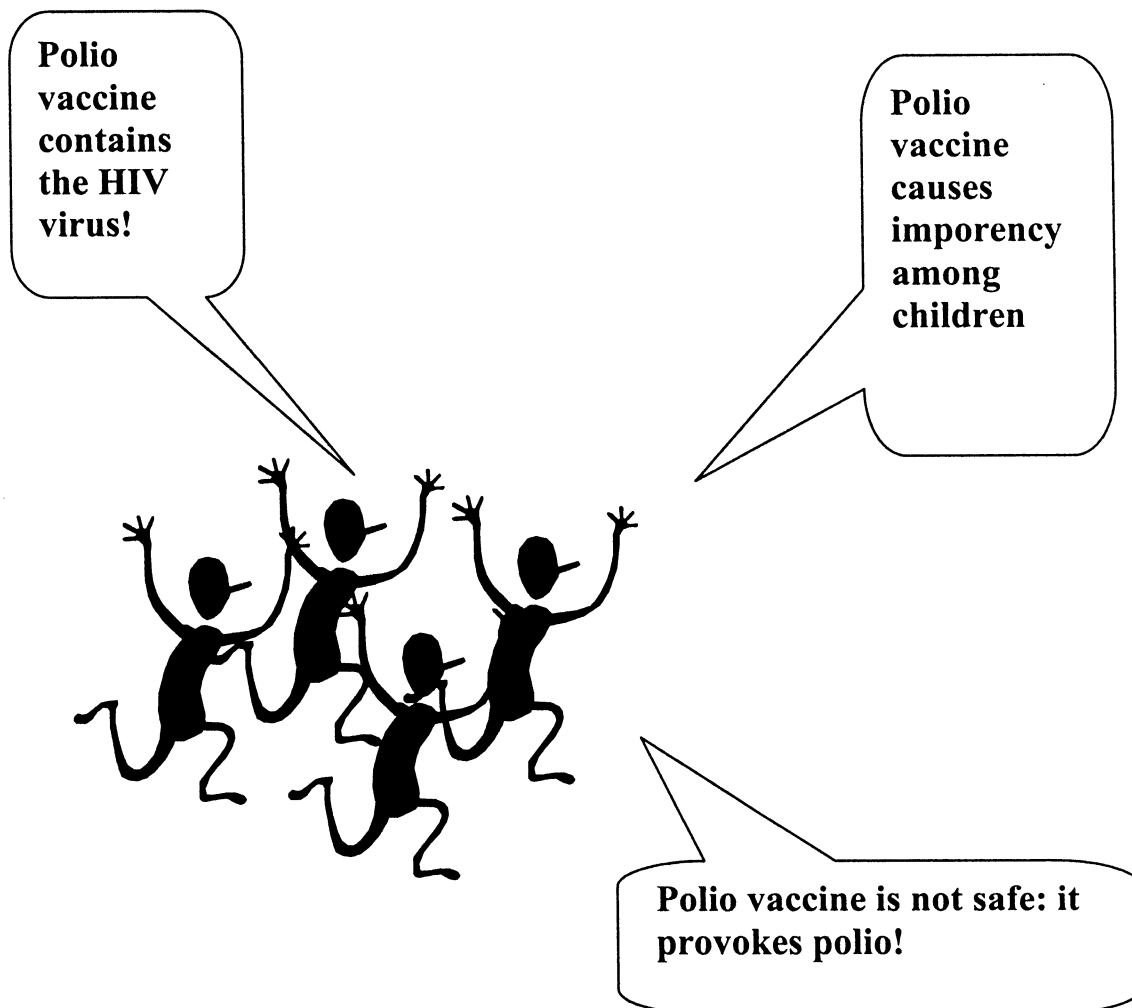 Polio
vaccine
contains
the HIV
virus!
Polio
vaccine
causes
imporency
among
children
Polio vaccine is not safe: it
provokes polio!